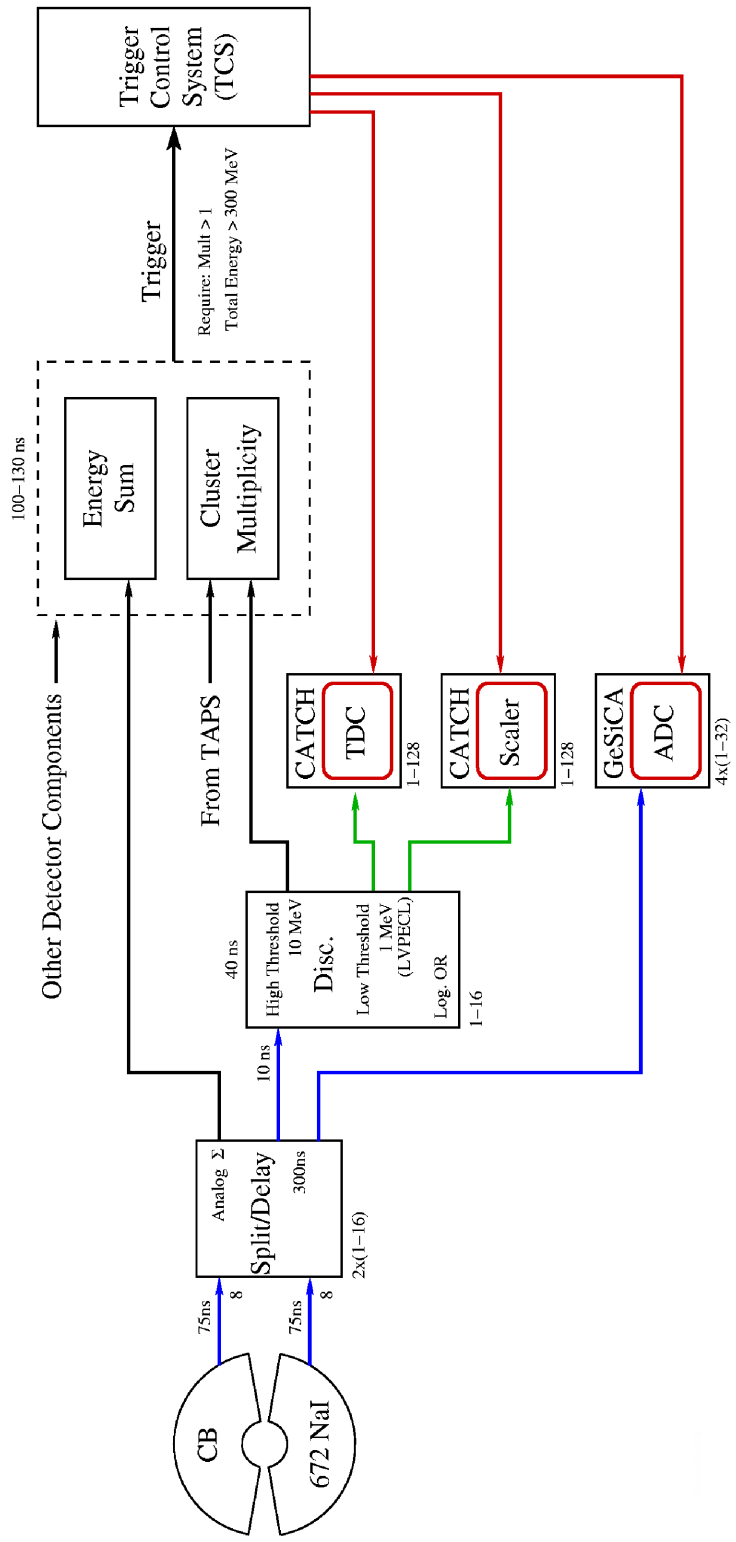 CB
672 NaI
75ns
8
75ns
8
Analog Σ
Split/Delay
300ns
2x(1−16)
10 ns
40 ns
High Threshold
10 MeV
Disc.
Low Threshold
1 MeV
(LVPECL)
Log. OR
1−16
Other Detector Components
From TAPS
CATCH
TDC
1−128
CATCH
Scaler
1−128
GeSiCA
ADC
4x(1−32)
100−130 ns
Energy
Sum
Cluster
Multiplicity
Trigger
Require: Mult > 1
Total Energy > 300 MeV
Trigger
Control
System
(TCS)